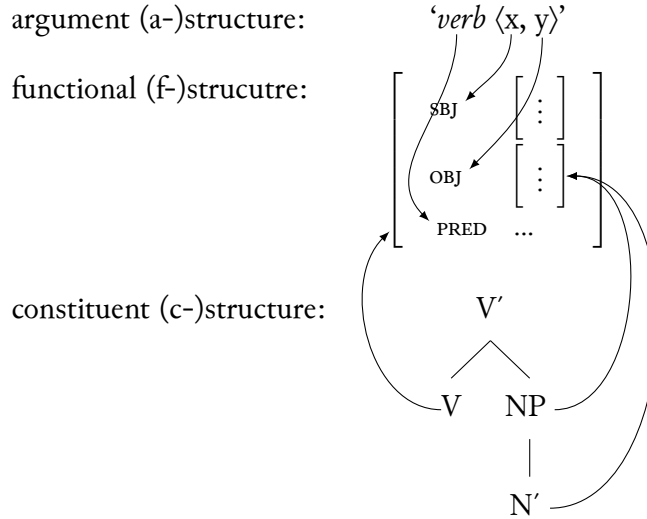 argument (a-)structure: ‘verb ⟨x, y⟩’
functional (f-)strucutre:
SBJ ⋮
OBJ ⋮
PRED ...
constituent (c-)structure: V′
V NP
N′